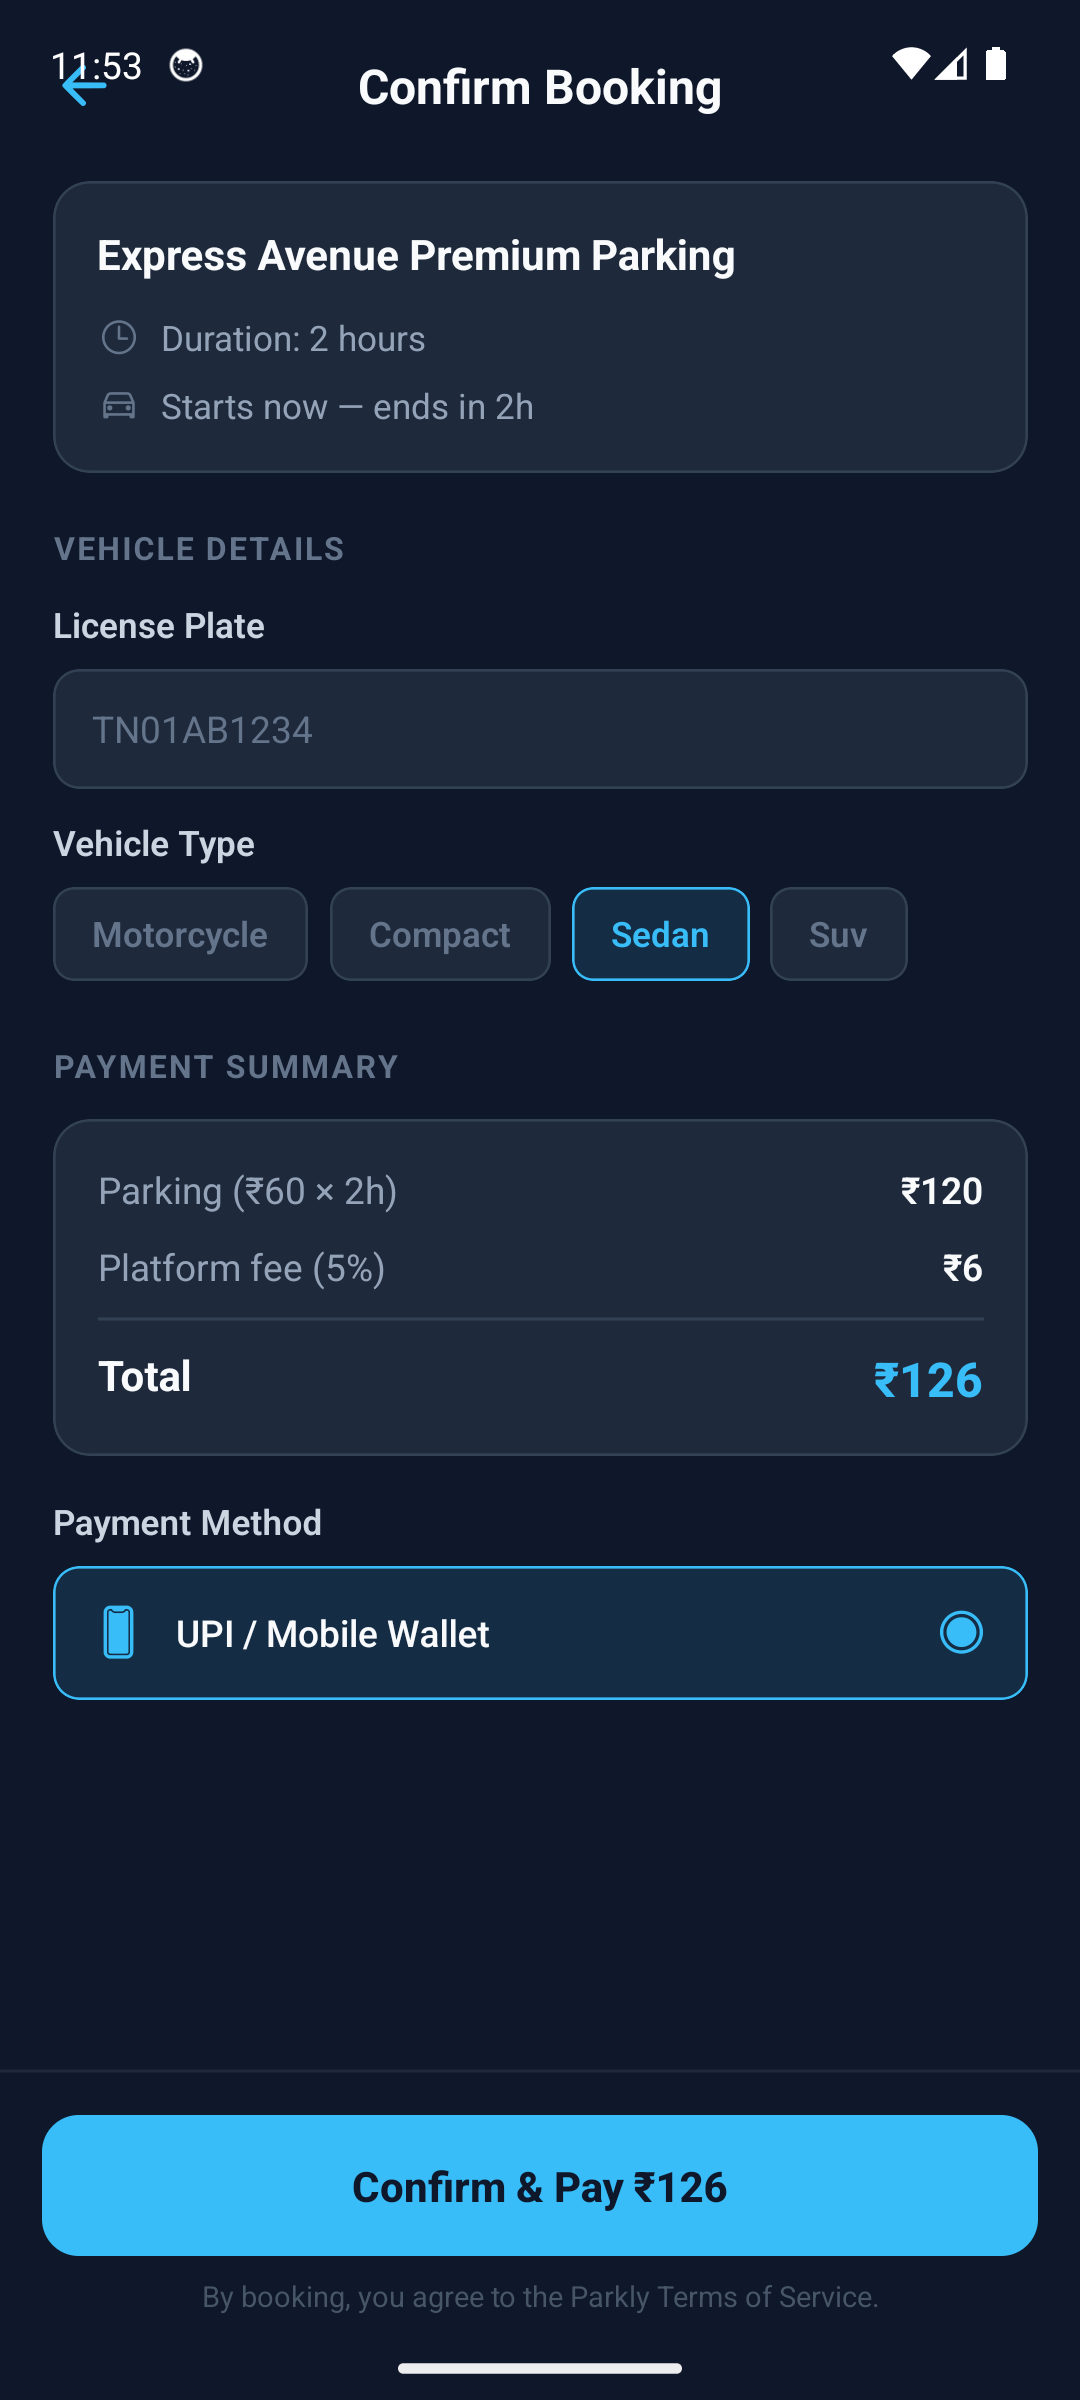 11:53
Confirm Booking
Express Avenue Premium Parking
Duration: 2 hours
Starts now — ends in 2h
VEHICLE DETAILS
License Plate
TN01AB1234
Vehicle Type
Motorcycle Compact Sedan Suv
PAYMENT SUMMARY
Parking (₹60 × 2h) ₹120
Platform fee (5%) ₹6
Total ₹126
Payment Method
UPI / Mobile Wallet
Confirm & Pay ₹126
By booking, you agree to the Parkly Terms of Service.